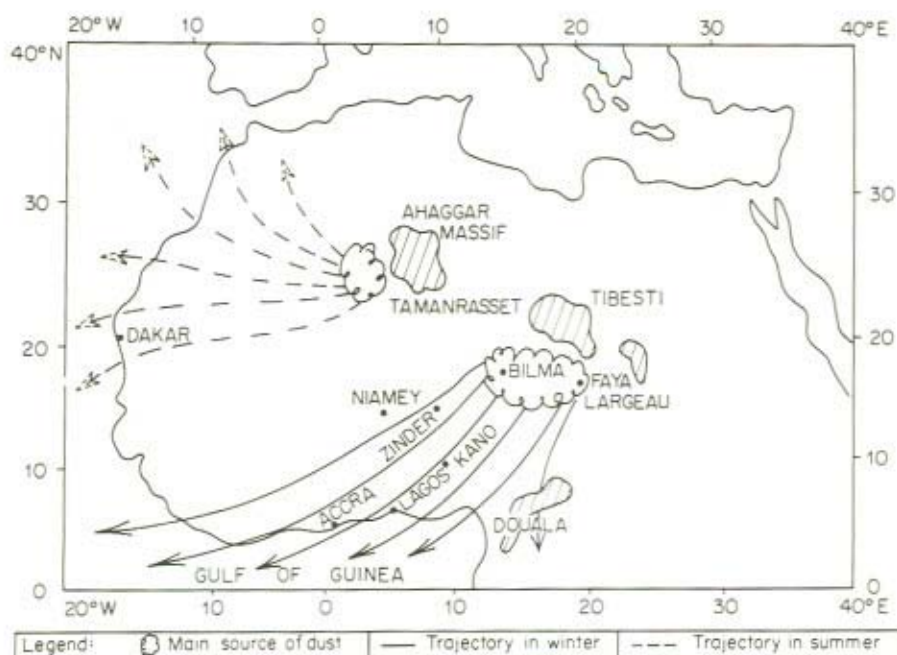 20°W 10 0 10 20 30 40°E
40°N
30 30
AHAGGAR
MASSIF
TAMANRASSET
TIBESTI
DAKAR
20 20
BILMA
FAYA
LARGEAU
NIAMEY
ZINDER
KANO
10 10
LAGOS
ACCRA
DOUALA
GULF OF GUINEA
0 0
20°W 10 0 10 20 30 40°E
Legend: Main source of dust Trajectory in winter Trajectory in summer